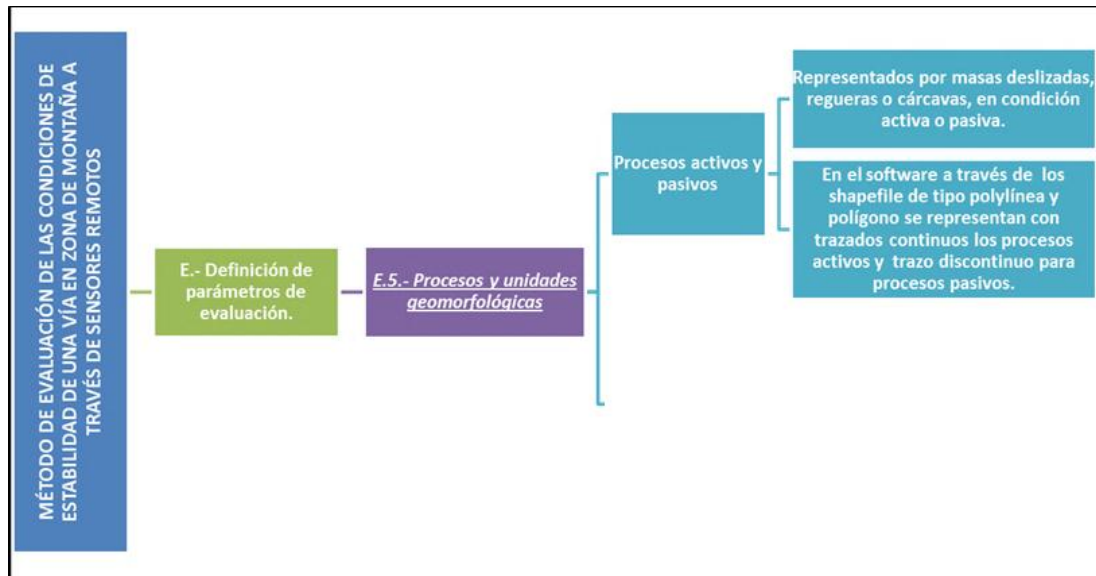 MÉTODO DE EVALUACIÓN DE LAS CONDICIONES DE
ESTABILIDAD DE UNA VÍA EN ZONA DE MONTAÑA A
TRAVÉS DE SENSORES REMOTOS
E.- Definición de
parámetros de
evaluación.
E.5.- Procesos y unidades
geomorfológicas
Procesos activos y
pasivos
Representados por masas deslizadas,
regueras o cárcavas, en condición
activa o pasiva.
En el software a través de los
shapefile de tipo polylínea y
polígono se representan con
trazados continuos los procesos
activos y trazo discontinuo para
procesos pasivos.